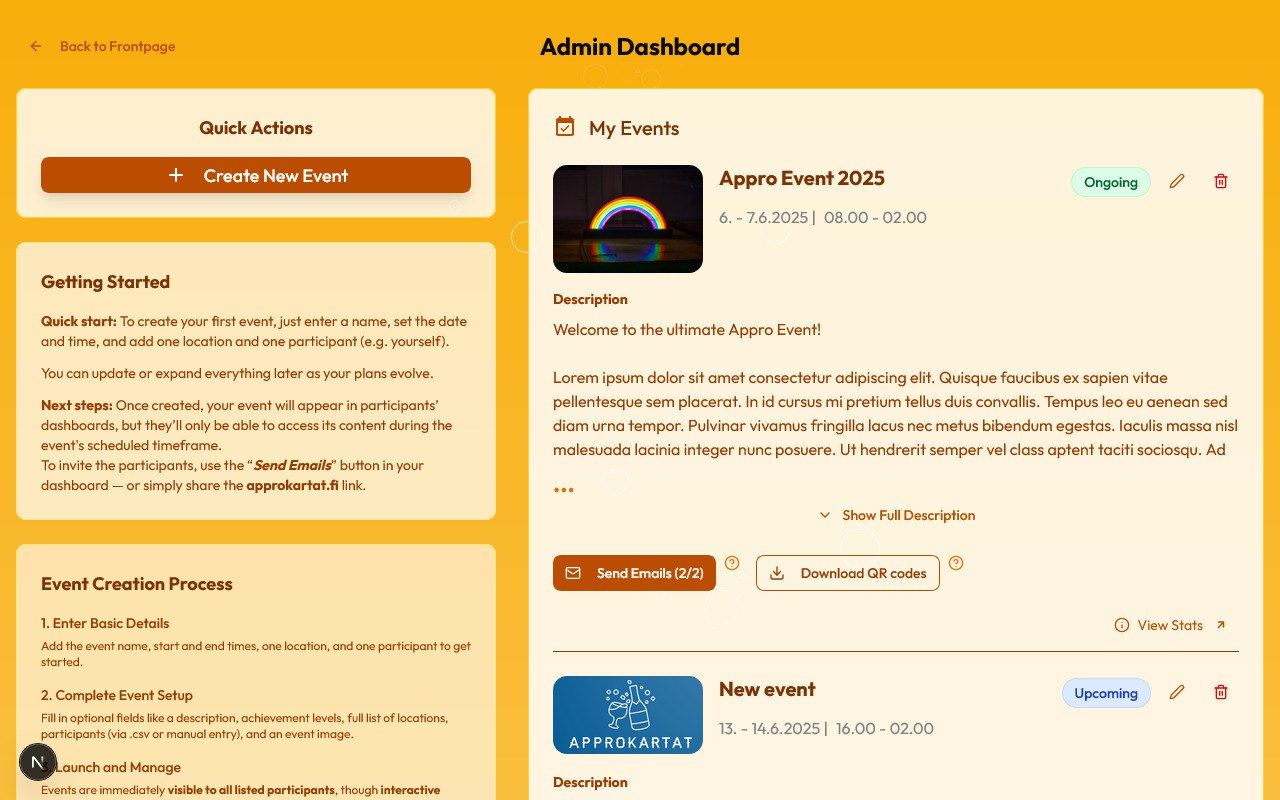 Back to Frontpage
Admin Dashboard
Quick Actions
Create New Event
Getting Started
Quick start: To create your first event, just enter a name, set the date
and time, and add one location and one participant (e.g. yourself).
You can update or expand everything later as your plans evolve.
Next steps: Once created, your event will appear in participants’
dashboards, but they’ll only be able to access its content during the
event's scheduled timeframe.
To invite the participants, use the “Send Emails” button in your
dashboard — or simply share the approkartat.fi link.
Event Creation Process
1. Enter Basic Details
Add the event name, start and end times, one location, and one participant to get
started.
2. Complete Event Setup
Fill in optional fields like a description, achievement levels, full list of locations,
participants (via .csv or manual entry), and an event image.
3. Launch and Manage
Events are immediately visible to all listed participants, though interactive
N
My Events
Appro Event 2025
Ongoing
6. - 7.6.2025 | 08.00 - 02.00
Description
Welcome to the ultimate Appro Event!
Lorem ipsum dolor sit amet consectetur adipiscing elit. Quisque faucibus ex sapien vitae
pellentesque sem placerat. In id cursus mi pretium tellus duis convallis. Tempus leo eu aenean sed
diam urna tempor. Pulvinar vivamus fringilla lacus nec metus bibendum egestas. Iaculis massa nisl
malesuada lacinia integer nunc posuere. Ut hendrerit semper vel class aptent taciti sociosqu. Ad
...
Show Full Description
Send Emails (2/2)
Download QR codes
View Stats
APPROKARTAT
New event
Upcoming
13. - 14.6.2025 | 16.00 - 02.00
Description